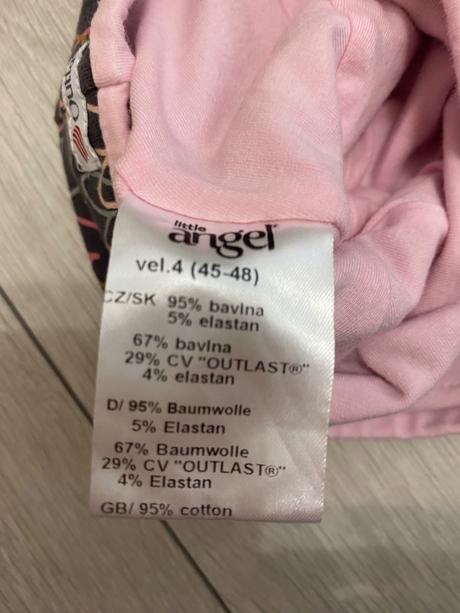 little
angel
vel.4 (45-48)
CZ/SK 95% bavlna
5% elastan
67% bavlna
29% CV "OUTLAST®"
4% elastan
D/ 95% Baumwolle
5% Elastan
67% Baumwolle
29% CV "OUTLAST®"
4% Elastan
GB/ 95% cotton